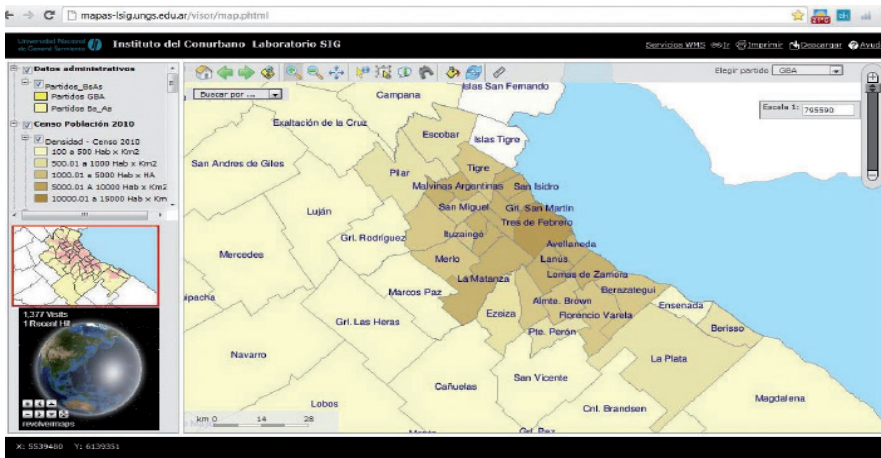 mapas-lsig.ungs.edu.ar/visor/map.phtml
Universidad Nacional
de General Sarmiento
Instituto del Conurbano Laboratorio SIG
Servicios WMS
Ir
Imprimir
Descargar
Ayud
Datos administrativos
Partidos_BsAs
Partidos GBA
Partidos Bs_As
Censo Población 2010
Densidad - Censo 2010
100 a 500 Hab x Km2
500.01 a 1000 Hab x Km2
1000.01 a 5000 Hab x HA
5000.01 A 10000 Hab x Km2
10000.01 a 15000 Hab x Km
1,377 Visits
1 Recent Hit
revolvermaps
Buscar por ...
Elegir partido
GBA
Escala 1:
795590
Islas San Fernando
Campana
Exaltación de la Cruz
Escobar
Islas Tigre
San Andres de Giles
Pilar
Tigre
Malvinas Argentinas
San Isidro
Luján
San Miguel
Grl. San Martín
Tres de Febrero
Grl. Rodríguez
Ituzaingó
Avellaneda
Mercedes
Merlo
Lanús
La Matanza
Lomas de Zamora
Marcos Paz
Berazategui
ipacha
Almte. Brown
Ensenada
Ezeiza
Florencio Varela
Grl. Las Heras
Pte. Perón
Berisso
Navarro
La Plata
San Vicente
Cañuelas
Magdalena
Lobos
Cnl. Brandsen
km 0 14 28
X: 5539480 Y: 6139351